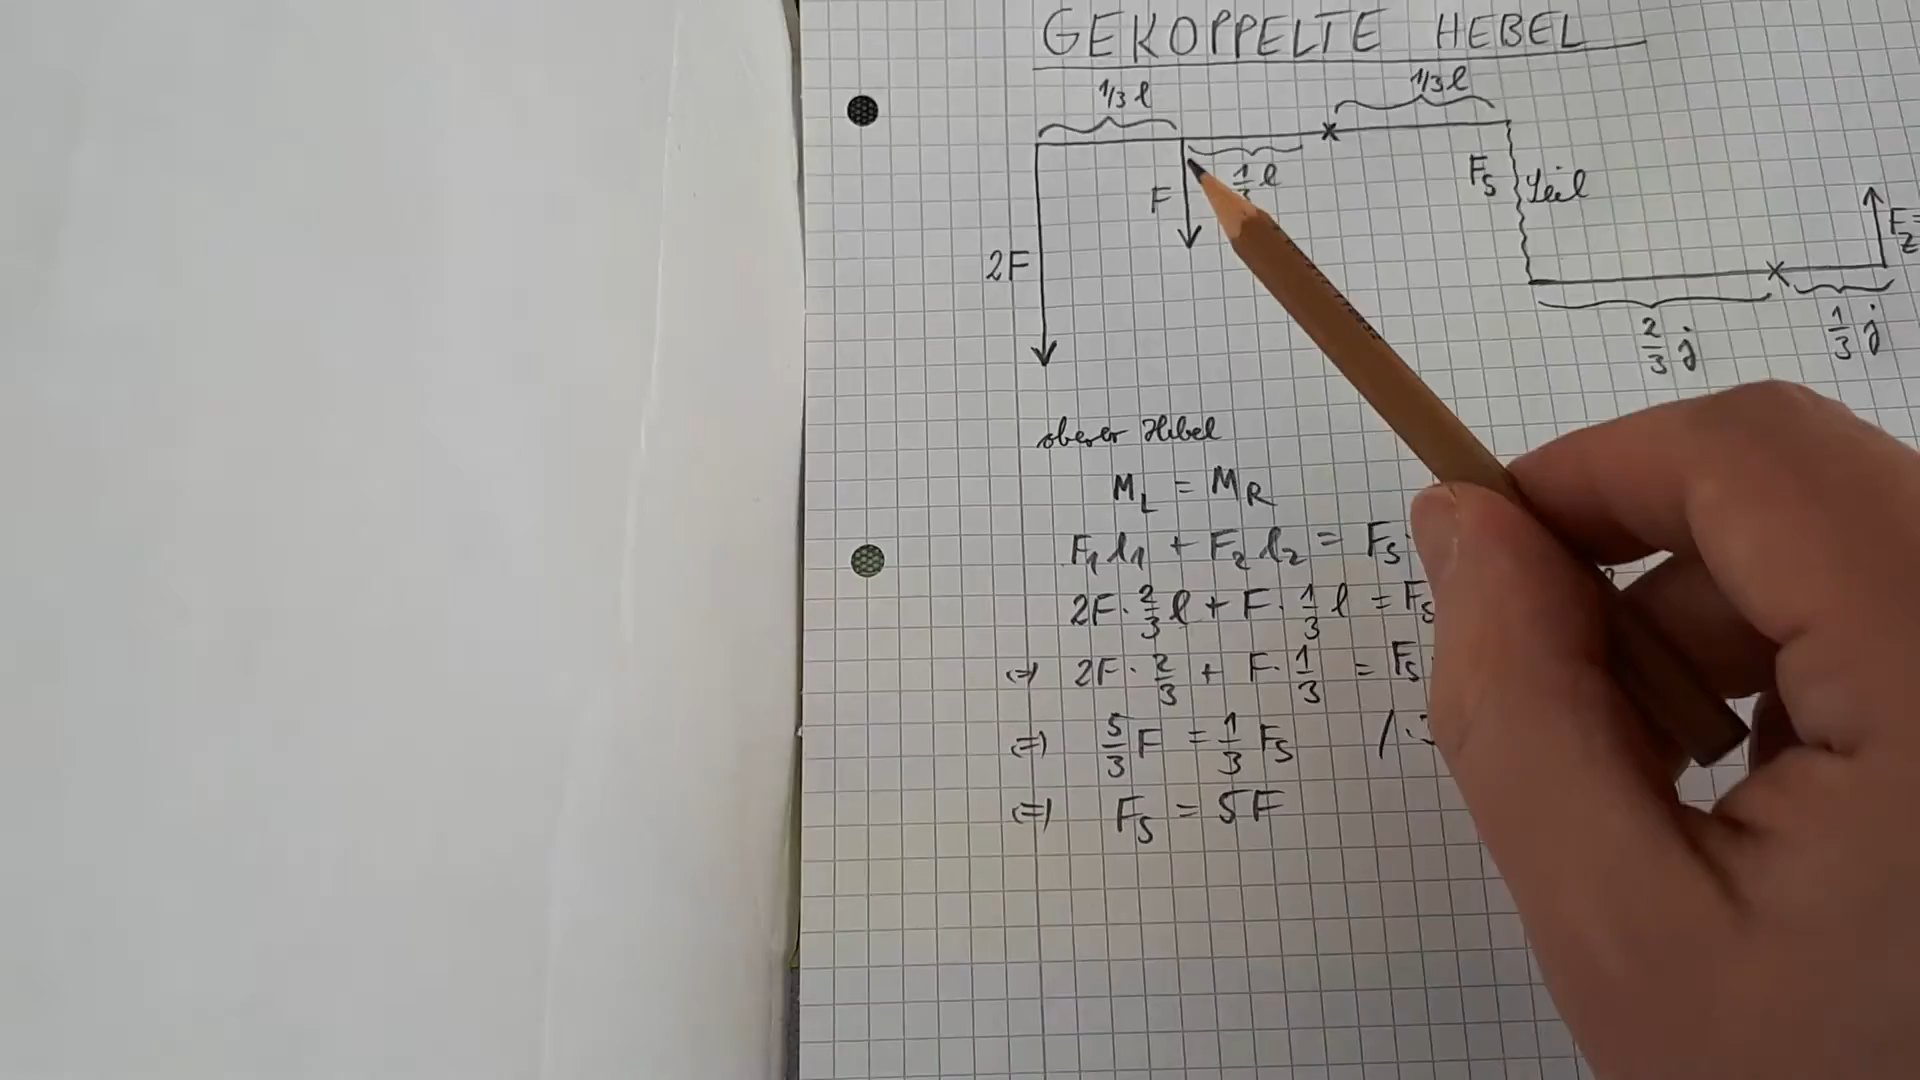 GEKOPPELTE HEBEL
1/3 l 1/3 l
F 1/3 l F_S Seil
2F F_Z =
2/3 j 1/3 j
oberer Hebel
M_L = M_R
F_1 l_1 + F_2 l_2 = F_S ·
2F · 2/3 l + F · 1/3 l = F_S
⇔ 2F · 2/3 + F · 1/3 = F_S
⇔ 5/3 F = 1/3 F_S / ·
⇔ F_S = 5F